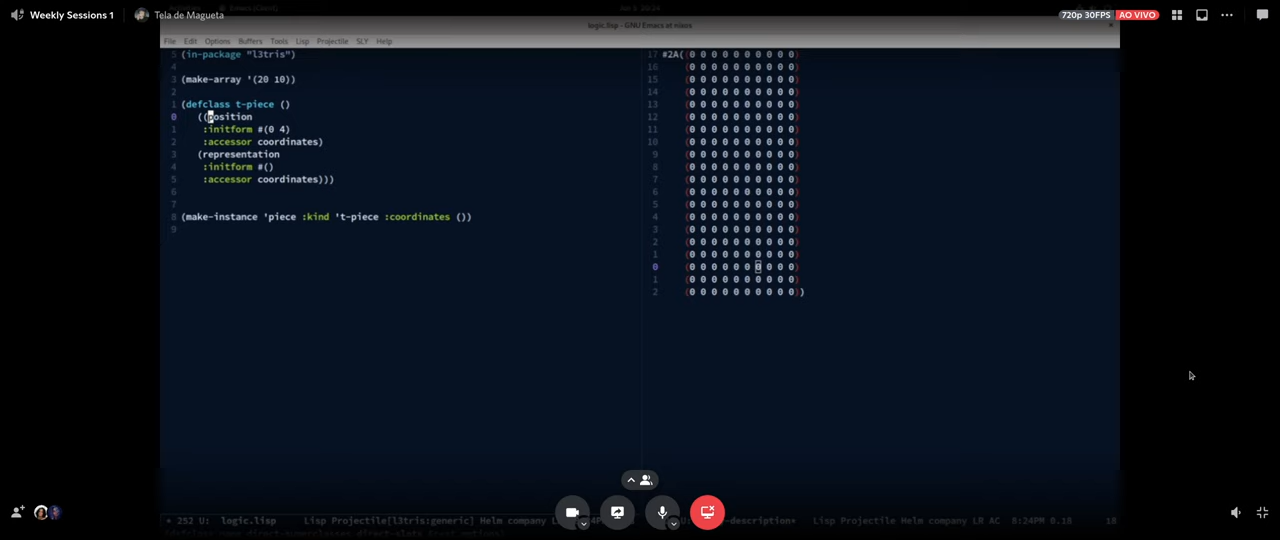 Weekly Sessions 1
Tela de Magueta
720p 30FPS
AO VIVO
logic_lisp - GNU Emacs at nixos
File Edit Options Buffers Tools Lisp Projectile SLY Help
5 (in-package "l3tris")
4
3 (make-array '(20 10))
2
1 (defclass t-piece ()
0 ((position
1 :initform #(0 4)
2 :accessor coordinates)
3 (representation
4 :initform #()
5 :accessor coordinates)))
6
7
8 (make-instance 'piece :kind 't-piece :coordinates ())
9
17 #2A((0 0 0 0 0 0 0 0 0 0)
16 (0 0 0 0 0 0 0 0 0 0)
15 (0 0 0 0 0 0 0 0 0 0)
14 (0 0 0 0 0 0 0 0 0 0)
13 (0 0 0 0 0 0 0 0 0 0)
12 (0 0 0 0 0 0 0 0 0 0)
11 (0 0 0 0 0 0 0 0 0 0)
10 (0 0 0 0 0 0 0 0 0 0)
9 (0 0 0 0 0 0 0 0 0 0)
8 (0 0 0 0 0 0 0 0 0 0)
7 (0 0 0 0 0 0 0 0 0 0)
6 (0 0 0 0 0 0 0 0 0 0)
5 (0 0 0 0 0 0 0 0 0 0)
4 (0 0 0 0 0 0 0 0 0 0)
3 (0 0 0 0 0 0 0 0 0 0)
2 (0 0 0 0 0 0 0 0 0 0)
1 (0 0 0 0 0 0 0 0 0 0)
0 (0 0 0 0 0 0 0 0 0 0)
1 (0 0 0 0 0 0 0 0 0 0)
2 (0 0 0 0 0 0 0 0 0 0))
* 252 U: logic.lisp Lisp Projectile[l3tris:generic] Helm company L
-description* Lisp Projectile Helm company LR AC 8:24PM 0.18 18